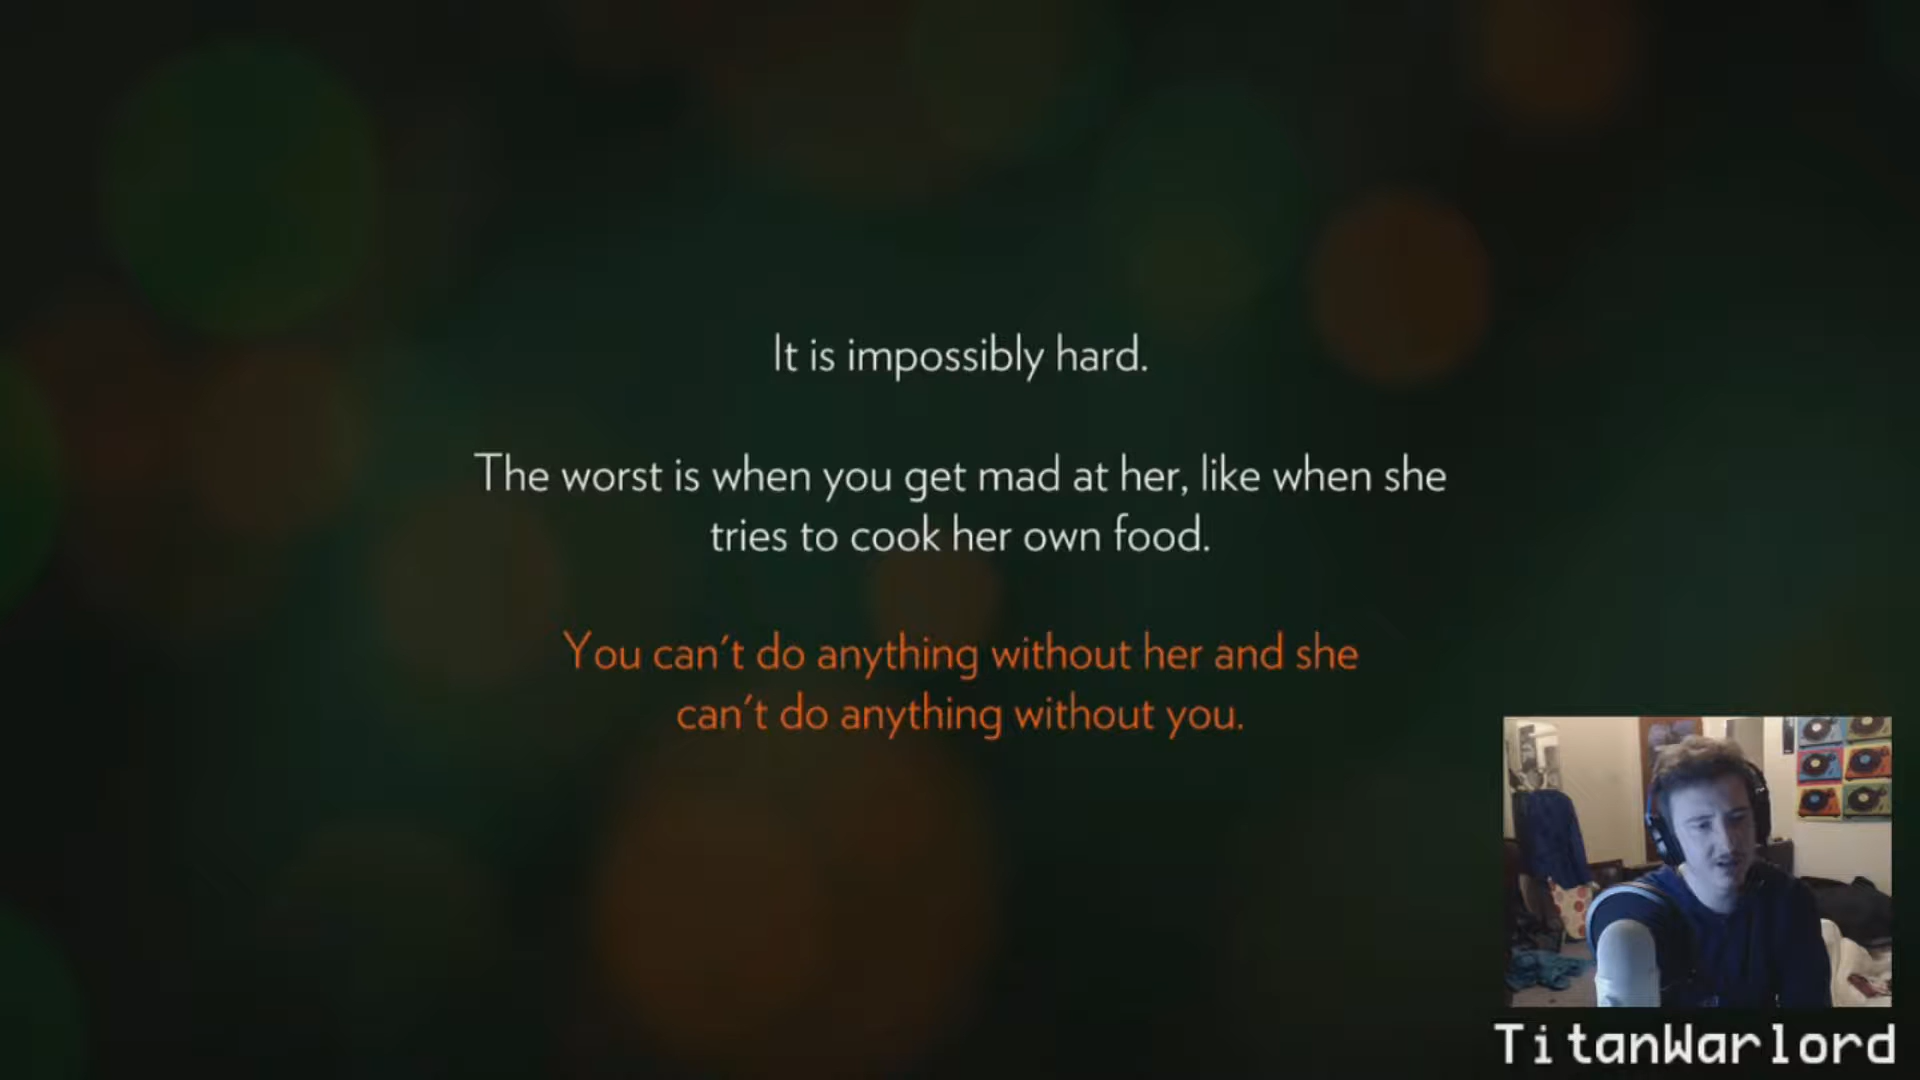 It is impossibly hard.
The worst is when you get mad at her, like when she
tries to cook her own food.
You can't do anything without her and she
can't do anything without you.
TitanWarlord